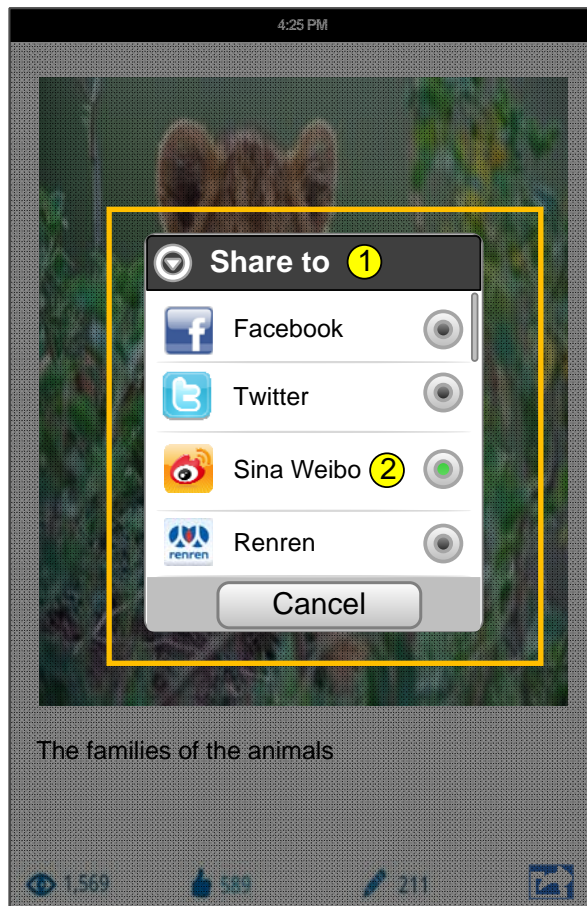 4:25 PM
Share to 1
Facebook
Twitter
Sina Weibo 2
renren
Renren
Cancel
The families of the animals
1,569 589 211